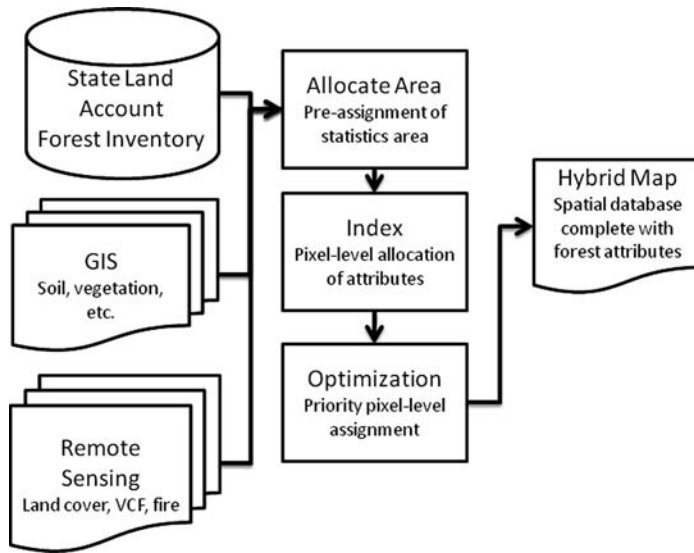 State Land
Account
Forest Inventory
GIS
Soil, vegetation,
etc.
Remote
Sensing
Land cover, VCF, fire
Allocate Area
Pre-assignment of
statistics area
Index
Pixel-level allocation
of attributes
Optimization
Priority pixel-level
assignment
Hybrid Map
Spatial database
complete with
forest attributes